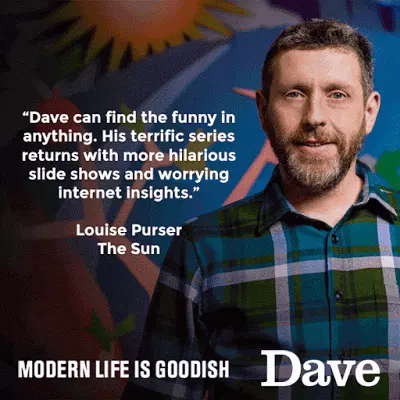 “Dave can find the funny in
anything. His terrific series
returns with more hilarious
slide shows and worrying
internet insights.”
Louise Purser
The Sun
MODERN LIFE IS GOODISH
Dave